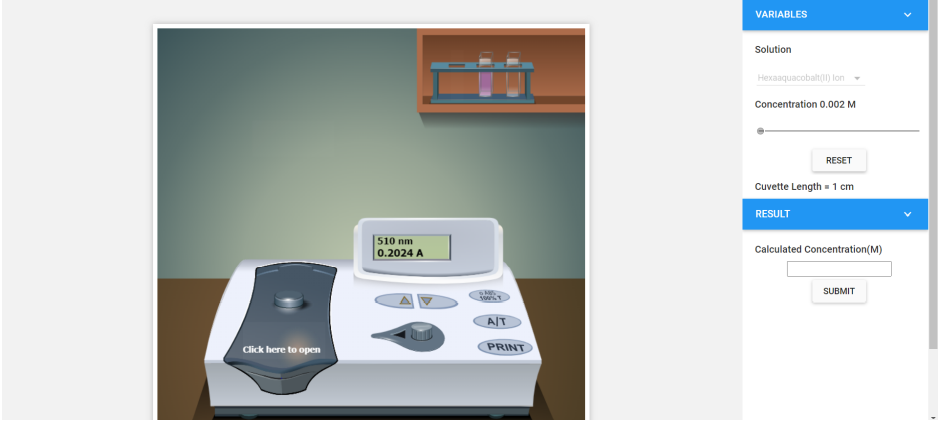 VARIABLES
Solution
Hexaaquacobalt(II) Ion
Concentration 0.002 M
RESET
Cuvette Length = 1 cm
RESULT
Calculated Concentration(M)
SUBMIT
510 nm
0.2024 A
0 ABS
100% T
A/T
PRINT
Click here to open